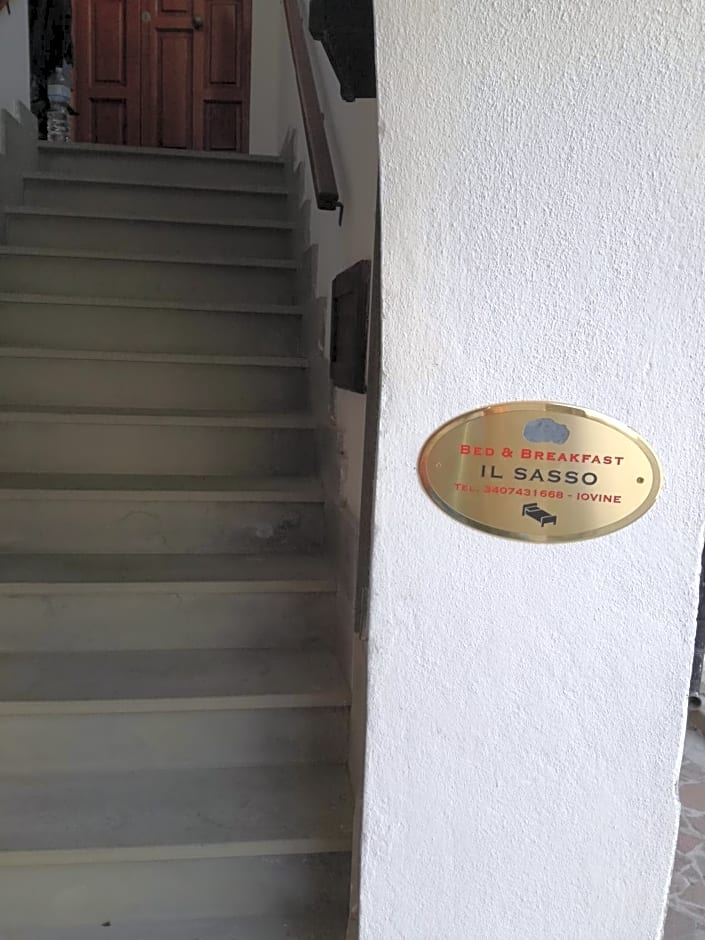 BED & BREAKFAST
IL SASSO
TEL. 3407431668 - IOVINE